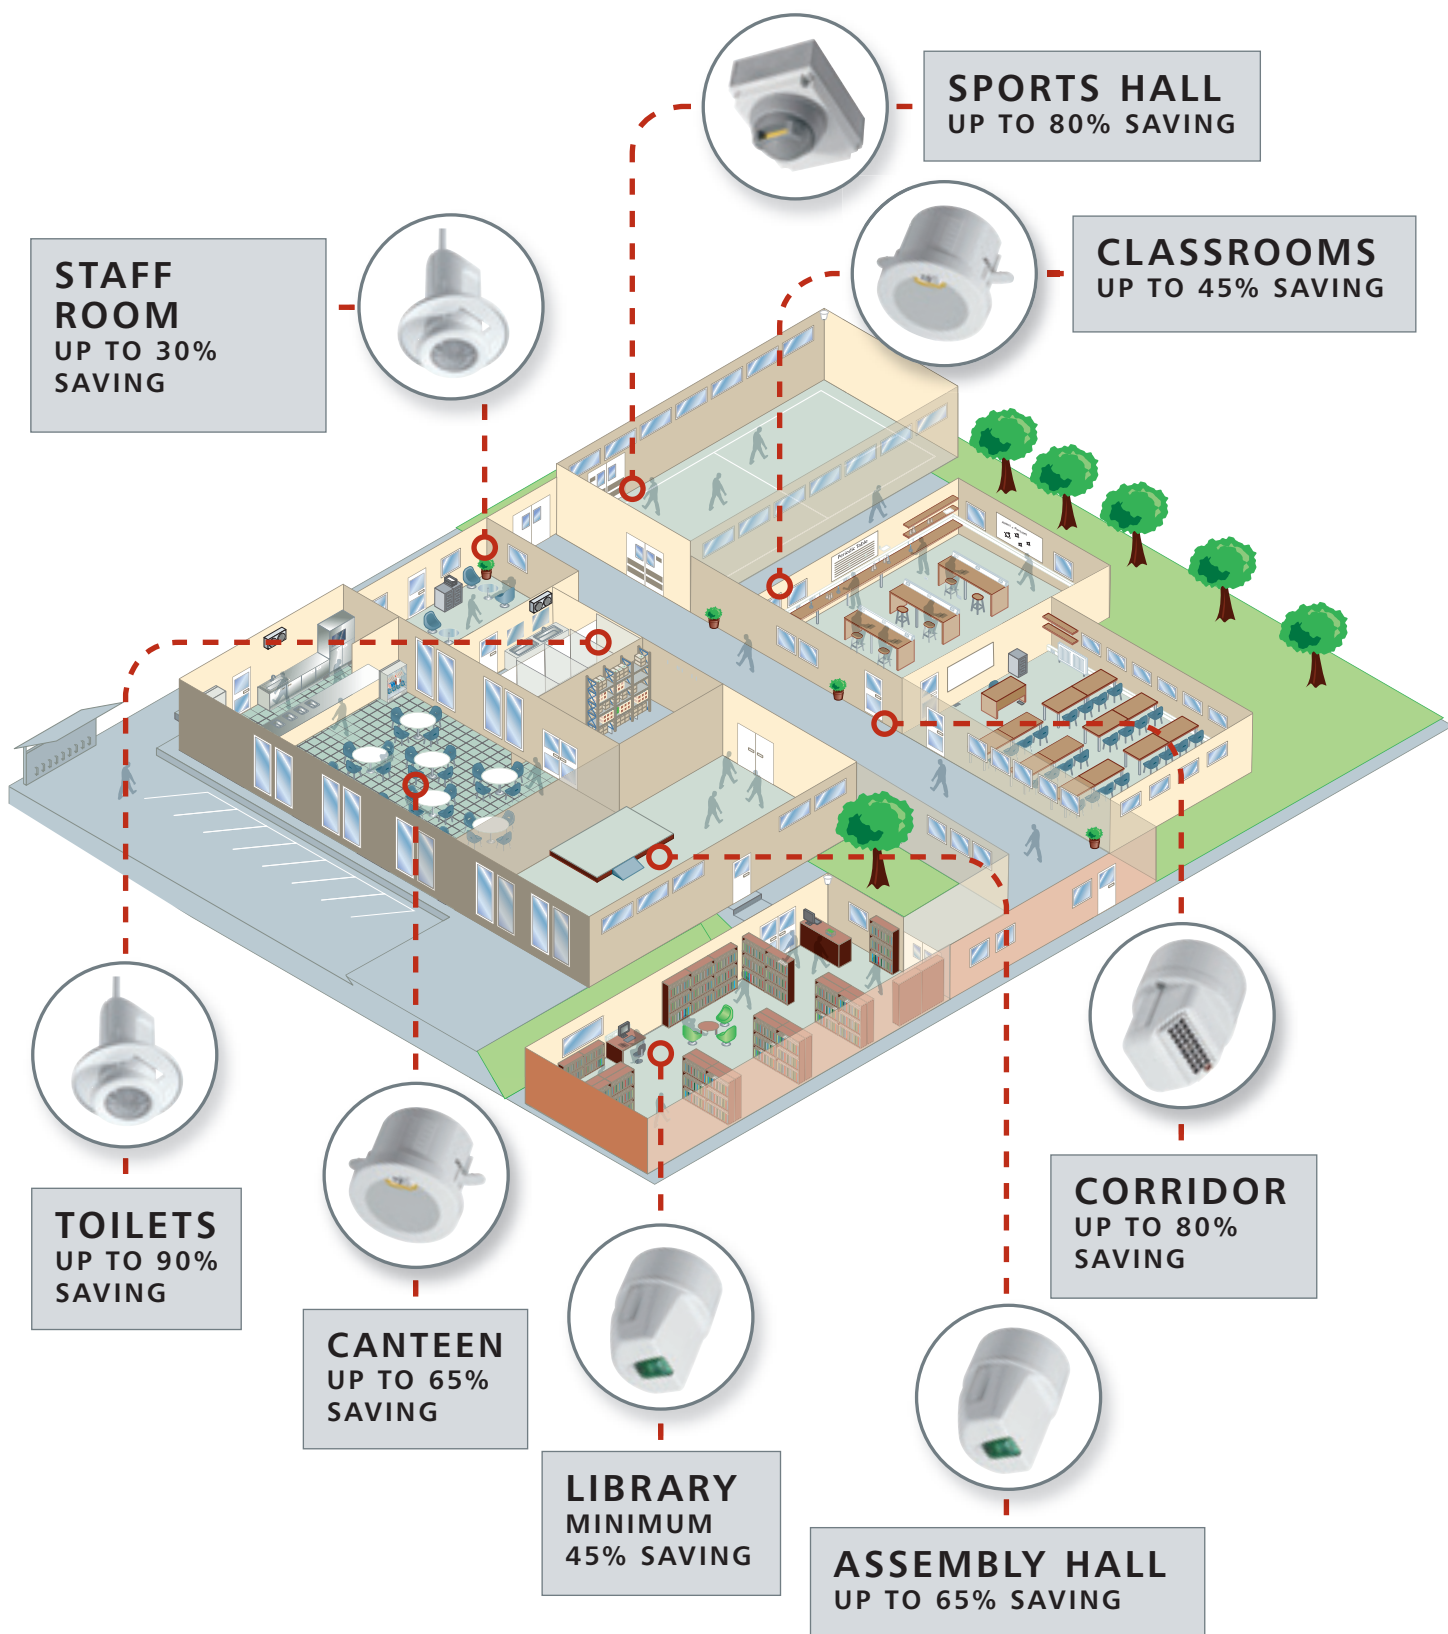 SPORTS HALL
UP TO 80% SAVING
CLASSROOMS
UP TO 45% SAVING
STAFF
ROOM
UP TO 30%
SAVING
Periodic Table
TOILETS
UP TO 90%
SAVING
CANTEEN
UP TO 65%
SAVING
LIBRARY
MINIMUM
45% SAVING
CORRIDOR
UP TO 80%
SAVING
ASSEMBLY HALL
UP TO 65% SAVING